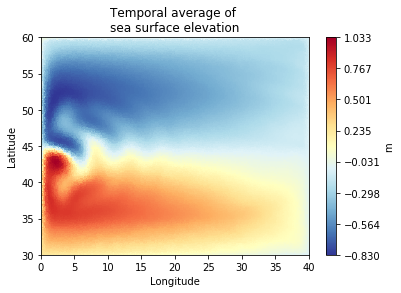 Temporal average of
sea surface elevation
60
55
50
45
40
35
30
Latitude
0 5 10 15 20 25 30 35 40
Longitude
1.033
0.767
0.501
0.235
−0.031
−0.298
−0.564
−0.830
m